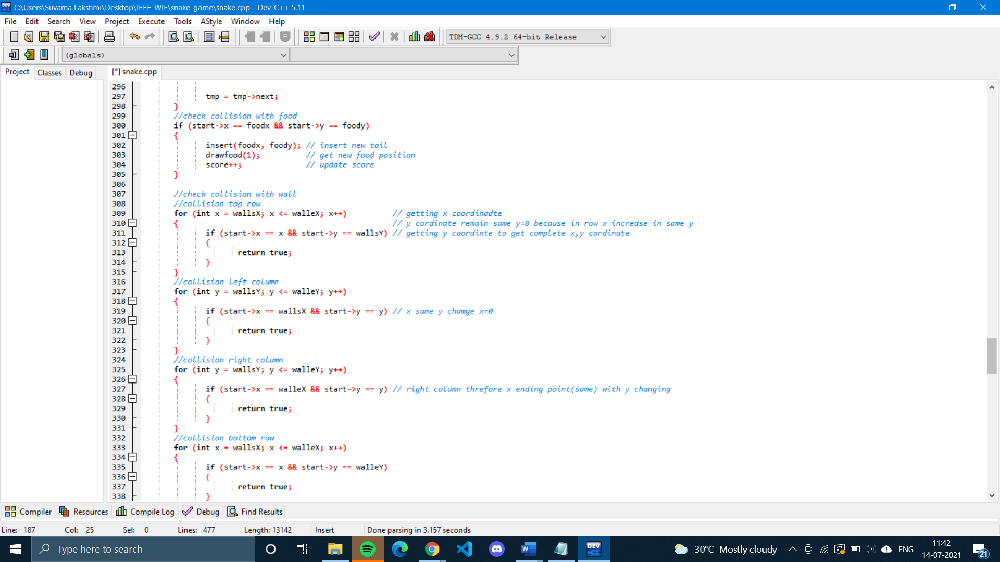 C:\Users\Suvarna Lakshmi\Desktop\IEEE-WIE\snake-game\snake.cpp - Dev-C++ 5.11
File Edit Search View Project Execute Tools AStyle Window Help
TDM-GCC 4.9.2 64-bit Release
(globals)
Project Classes Debug [*] snake.cpp
296
297 tmp = tmp->next;
298 }
299 //check collision with food
300 if (start->x == foodx && start->y == foody)
301 {
302 insert(foodx, foody); // insert new tail
303 drawfood(1); // get new food position
304 score++; // update score
305 }
306
307 //check collision with wall
308 //collision top row
309 for (int x = wallsX; x <= walleX; x++) // getting x coordinadte
310 { // y cordinate remain same y=0 because in row x increase in same y
311 if (start->x == x && start->y == wallsY) // getting y coordinte to get complete x,y cordinate
312 {
313 return true;
314 }
315 }
316 //collision left column
317 for (int y = wallsY; y <= walleY; y++)
318 {
319 if (start->x == wallsX && start->y == y) // x same y chamge x=0
320 {
321 return true;
322 }
323 }
324 //collision right column
325 for (int y = wallsY; y <= walleY; y++)
326 {
327 if (start->x == walleX && start->y == y) // right column threfore x ending point(same) with y changing
328 {
329 return true;
330 }
331 }
332 //collision bottom row
333 for (int x = wallsX; x <= walleX; x++)
334 {
335 if (start->x == x && start->y == walleY)
336 {
337 return true;
338 }
Compiler Resources Compile Log Debug Find Results
Line: 187 Col: 25 Sel: 0 Lines: 477 Length: 13142 Insert Done parsing in 3.157 seconds
Type here to search
DEV C++
30°C Mostly cloudy
ENG
11:42
14-07-2021
21